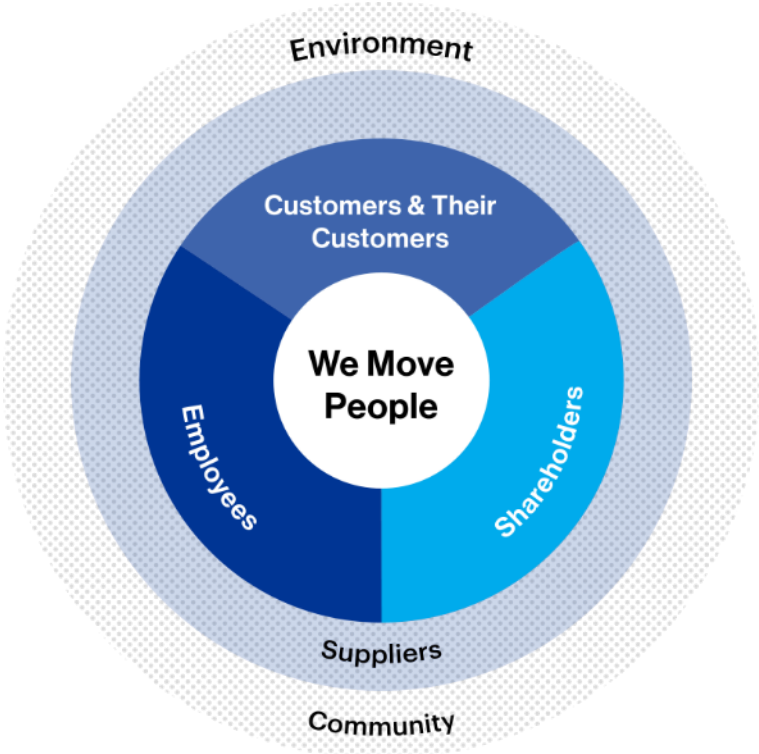 Environment
Customers & Their
Customers
We Move
People
Employees
Shareholders
Suppliers
Community